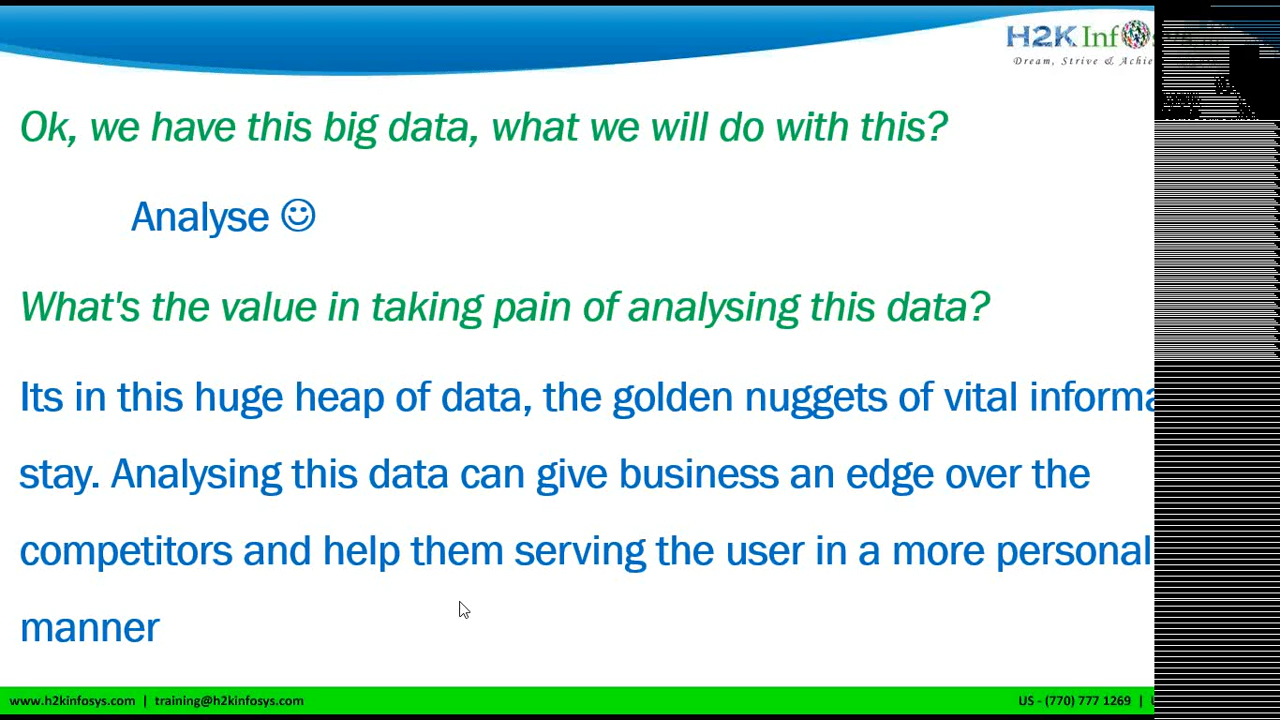 H2K Inf
Dream, Strive & Achie
Ok, we have this big data, what we will do with this?
Analyse ☺
What's the value in taking pain of analysing this data?
Its in this huge heap of data, the golden nuggets of vital informa
stay. Analysing this data can give business an edge over the
competitors and help them serving the user in a more personal
manner
www.h2kinfosys.com | training@h2kinfosys.com
US - (770) 777 1269 |